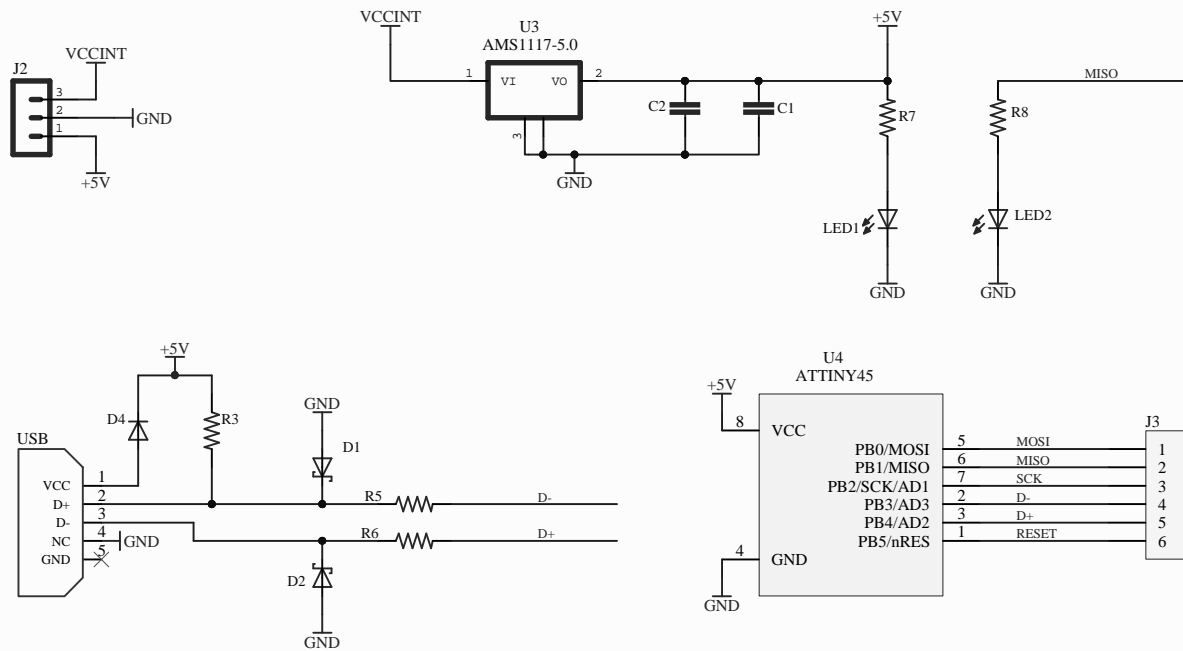 VCCINT
J2
3
2
GND
1
+5V
VCCINT
U3
AMS1117-5.0
1
VI
VO
2
3
GND
C2
C1
+5V
R7
LED1
GND
MISO
R8
LED2
GND
+5V
D4
R3
GND
D1
USB
VCC
1
D+
2
D-
3
NC
4
GND
GND
5
R5
D-
R6
D+
D2
GND
U4
ATTINY45
+5V
8
VCC
4
GND
GND
PB0/MOSI
5
MOSI
PB1/MISO
6
MISO
PB2/SCK/AD1
7
SCK
PB3/AD3
2
D-
PB4/AD2
3
D+
PB5/nRES
1
RESET
J3
1
2
3
4
5
6